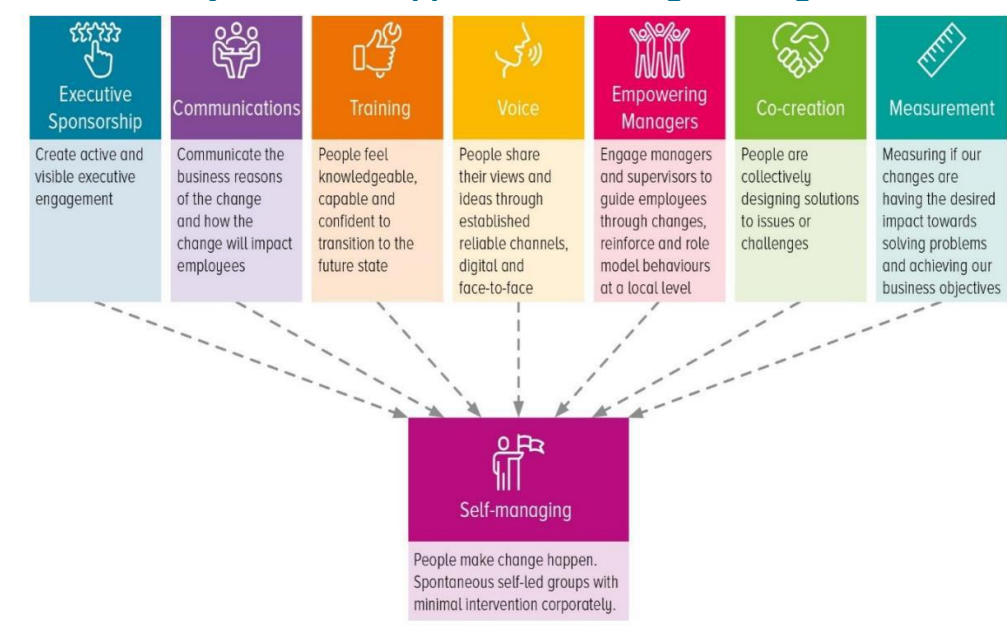 Executive
Sponsorship
Create active and
visible executive
engagement
Communications
Communicate the
business reasons
of the change
and how the
change will impact
employees
Training
People feel
knowledgeable,
capable and
confident to
transition to the
future state
Voice
People share
their views and
ideas through
established
reliable channels,
digital and
face-to-face
Empowering
Managers
Engage managers
and supervisors to
guide employees
through changes,
reinforce and role
model behaviours
at a local level
Co-creation
People are
collectively
designing solutions
to issues or
challenges
Measurement
Measuring if our
changes are
having the desired
impact towards
solving problems
and achieving our
business objectives
Self-managing
People make change happen.
Spontaneous self-led groups with
minimal intervention corporately.